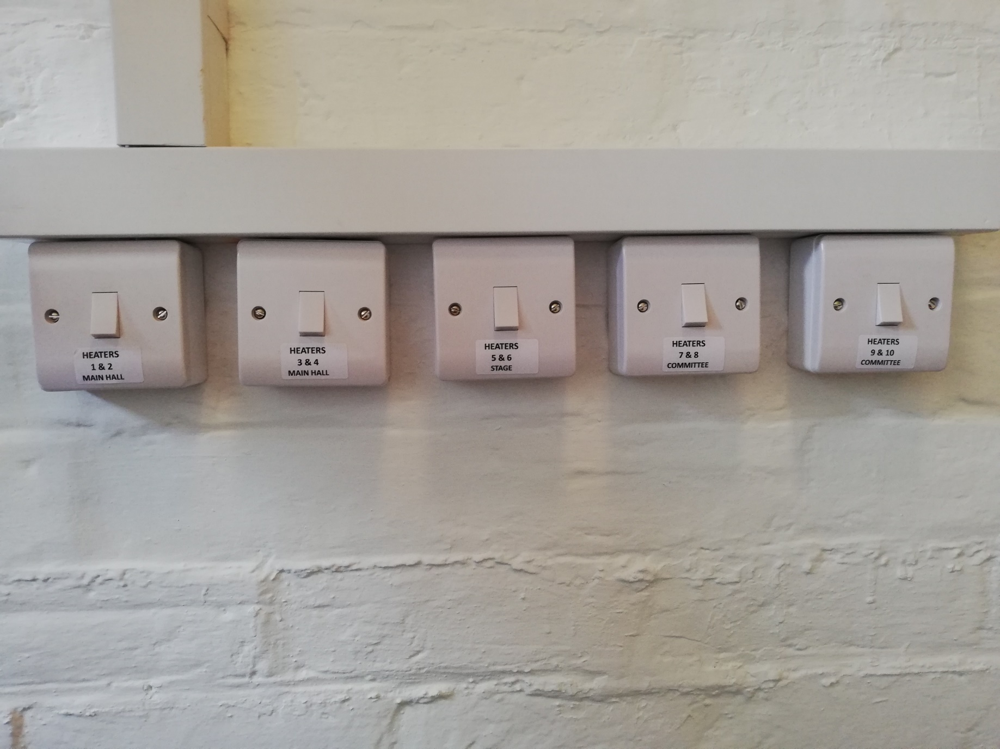 HEATERS
1 & 2
MAIN HALL
HEATERS
3 & 4
MAIN HALL
HEATERS
5 & 6
STAGE
HEATERS
7 & 8
COMMITTEE
HEATERS
9 & 10
COMMITTEE